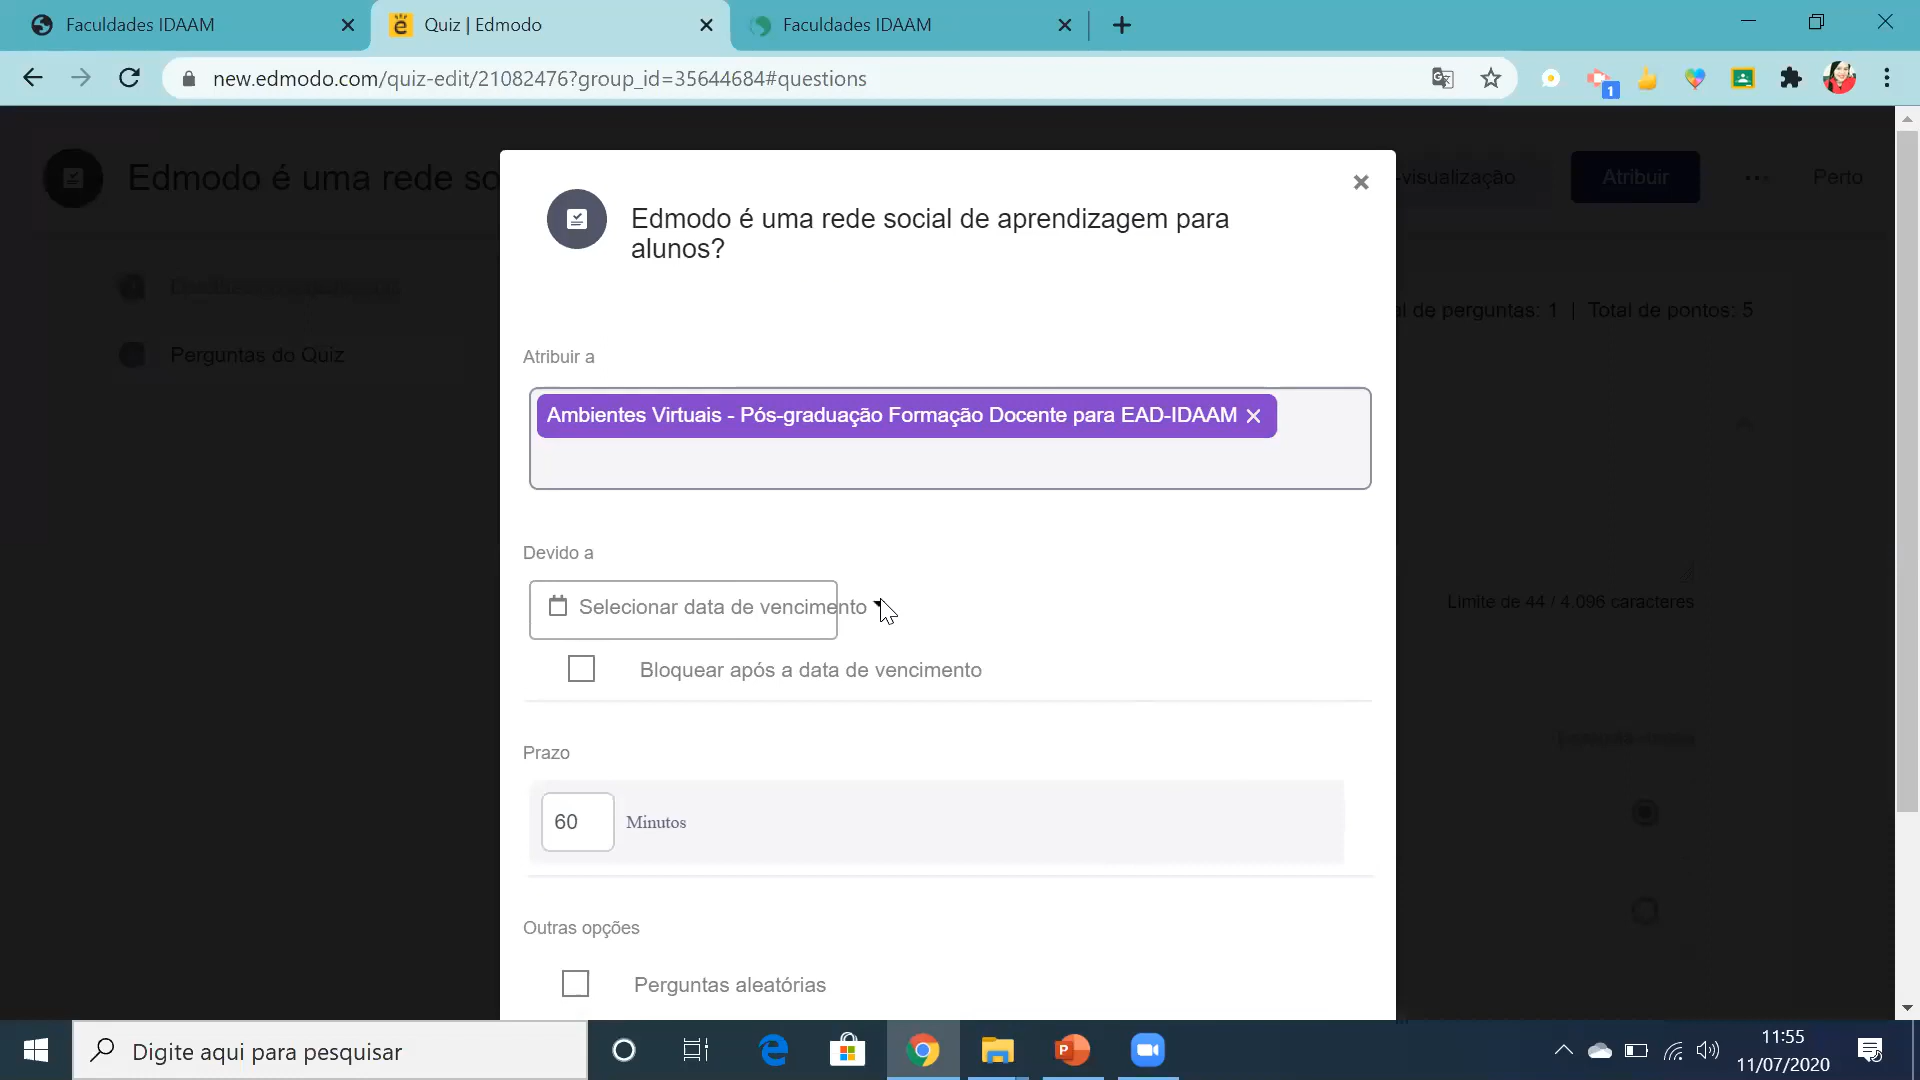 Faculdades IDAAM
Quiz | Edmodo
Faculdades IDAAM
new.edmodo.com/quiz-edit/21082476?group_id=35644684#questions
1
Edmodo é uma rede so
-visualização
Atribuir
Perto
Edmodo é uma rede social de aprendizagem para
alunos?
al de perguntas: 1 | Total de pontos: 5
Perguntas do Quiz
Atribuir a
Ambientes Virtuais - Pós-graduação Formação Docente para EAD-IDAAM
Devido a
Selecionar data de vencimento
Limite de 44 / 4.096 caracteres
Bloquear após a data de vencimento
Prazo
60 Minutos
Outras opções
Perguntas aleatórias
Digite aqui para pesquisar
11:55
11/07/2020